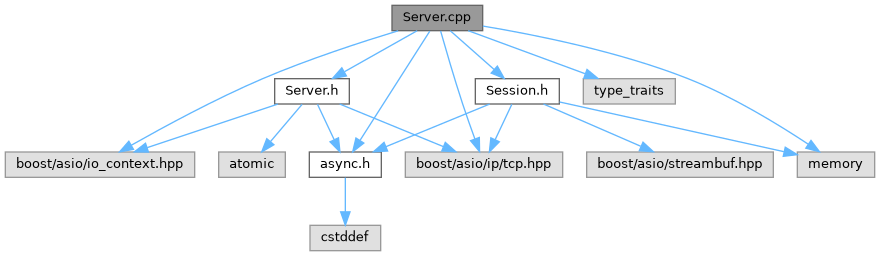 Server.cpp
Server.h
Session.h
type_traits
boost/asio/io_context.hpp
atomic
async.h
boost/asio/ip/tcp.hpp
boost/asio/streambuf.hpp
memory
cstddef